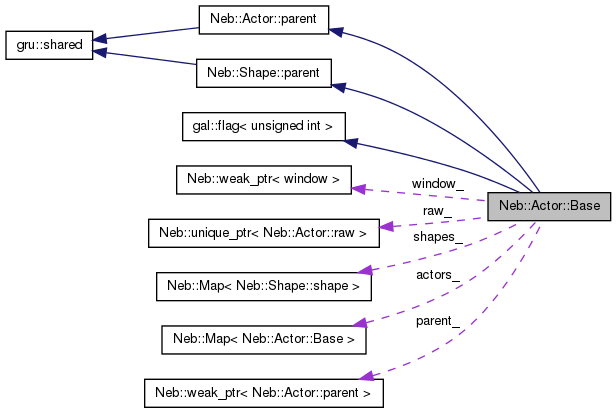 Neb::Actor::parent
gru::shared
Neb::Shape::parent
gal::flag< unsigned int >
Neb::weak_ptr< window >
window_
Neb::Actor::Base
raw_
Neb::unique_ptr< Neb::Actor::raw >
shapes_
Neb::Map< Neb::Shape::shape >
actors_
Neb::Map< Neb::Actor::Base >
parent_
Neb::weak_ptr< Neb::Actor::parent >